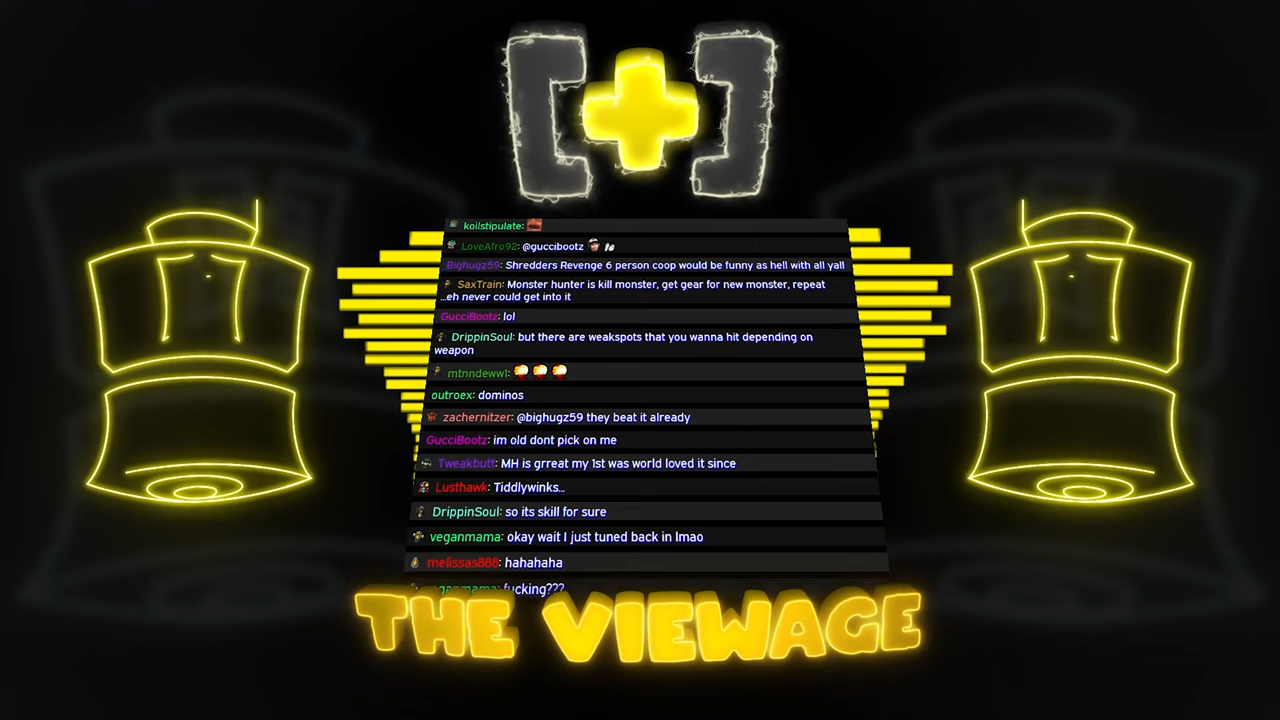 koilstipulate:
LoveAfro92: @guccibootz
Bighugz59: Shredders Revenge 6 person coop would be funny as hell with all yall
SaxTrain: Monster hunter is kill monster, get gear for new monster, repeat
...eh never could get into it
GucciBootz: lol
DrippinSoul: but there are weakspots that you wanna hit depending on
weapon
mtnndeww1:
outroex: dominos
zachernitzer: @bighugz59 they beat it already
GucciBootz: im old dont pick on me
Tweakbutt: MH is grreat my 1st was world loved it since
Lusthawk: Tiddlywinks...
DrippinSoul: so its skill for sure
veganmama: okay wait I just tuned back in lmao
melissas888: hahahaha
veganmama: fucking???
THE VIEWAGE